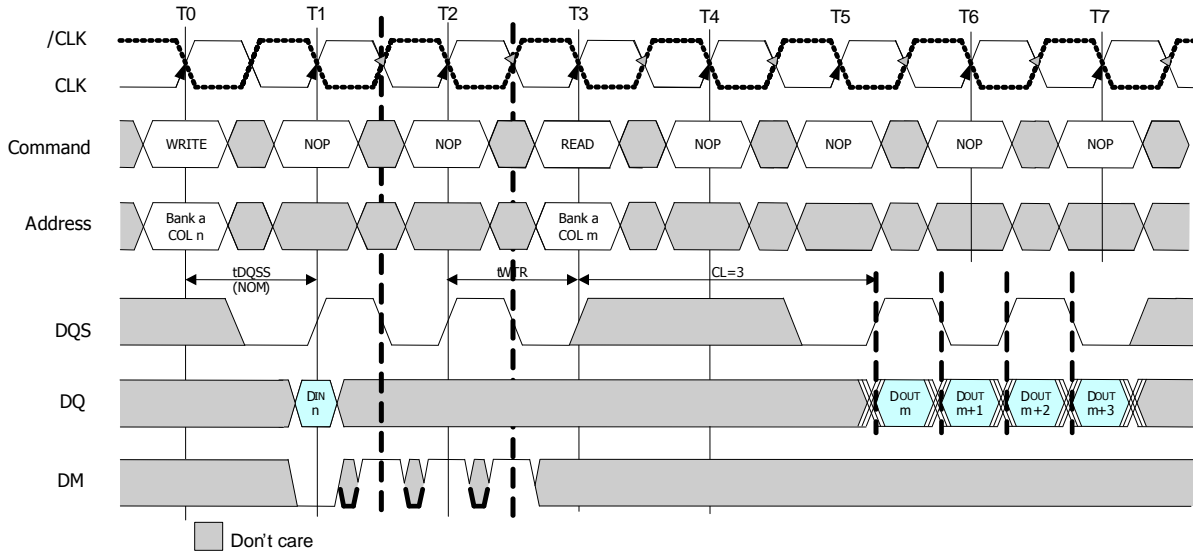 T0 T1 T2 T3 T4 T5 T6 T7
/CLK
CLK
Command WRITE NOP NOP READ NOP NOP NOP NOP
Address Bank a COL n Bank a COL m
tDQSS (NOM) tWTR CL=3
DQS
DQ DIN n DOUT m DOUT m+1 DOUT m+2 DOUT m+3
DM
Don't care